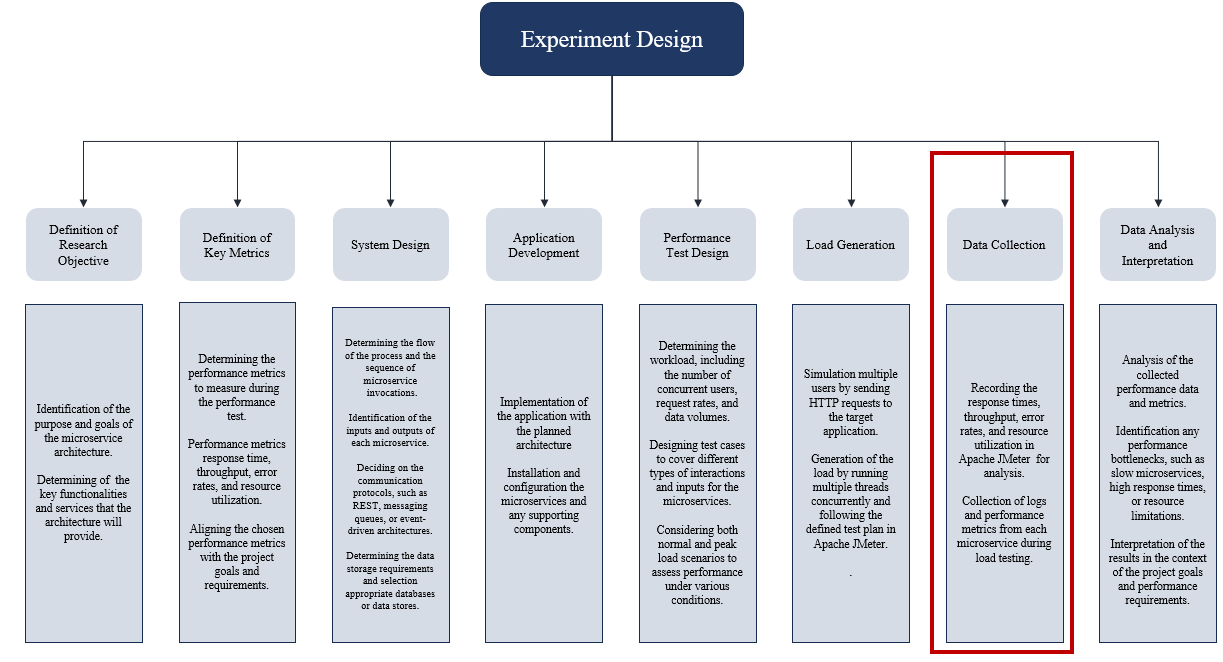 Experiment Design
Definition of
Research
Objective
Definition of
Key Metrics
System Design
Application
Development
Performance
Test Design
Load Generation
Data Collection
Data Analysis
and
Interpretation
Identification of the
purpose and goals of
the microservice
architecture.
Determining of  the
key functionalities
and services that the
architecture will
provide.
Determining the
performance metrics
to measure during
the performance
test.
Performance metrics
response time,
throughput, error
rates, and resource
utilization.
Aligning the chosen
performance metrics
with the project
goals and
requirements.
Determining the flow
of the process and the
sequence of
microservice
invocations.
Identification of the
inputs and outputs of
each microservice.
Deciding on the
communication
protocols, such as
REST, messaging
queues, or event-
driven architectures.
Determining the data
storage requirements
and selection
appropriate databases
or data stores.
Implementation of
the application with
the planned
architecture
Installation and
configuration the
microservices and
any supporting
components.
Determining the
workload, including
the number of
concurrent users,
request rates, and
data volumes.
Designing test cases
to cover different
types of interactions
and inputs for the
microservices.
Considering both
normal and peak
load scenarios to
assess performance
under various
conditions.
Simulation multiple
users by sending
HTTP requests to
the target
application.
Generation of the
load by running
multiple threads
concurrently and
following the
defined test plan in
Apache JMeter.
.
Recording the
response times,
throughput, error
rates, and resource
utilization in
Apache JMeter  for
analysis.
Collection of logs
and performance
metrics from each
microservice during
load testing.
Analysis of the
collected
performance data
and metrics.
Identification any
performance
bottlenecks, such as
slow microservices,
high response times,
or resource
limitations.
Interpretation of the
results in the context
of the project goals
and performance
requirements.